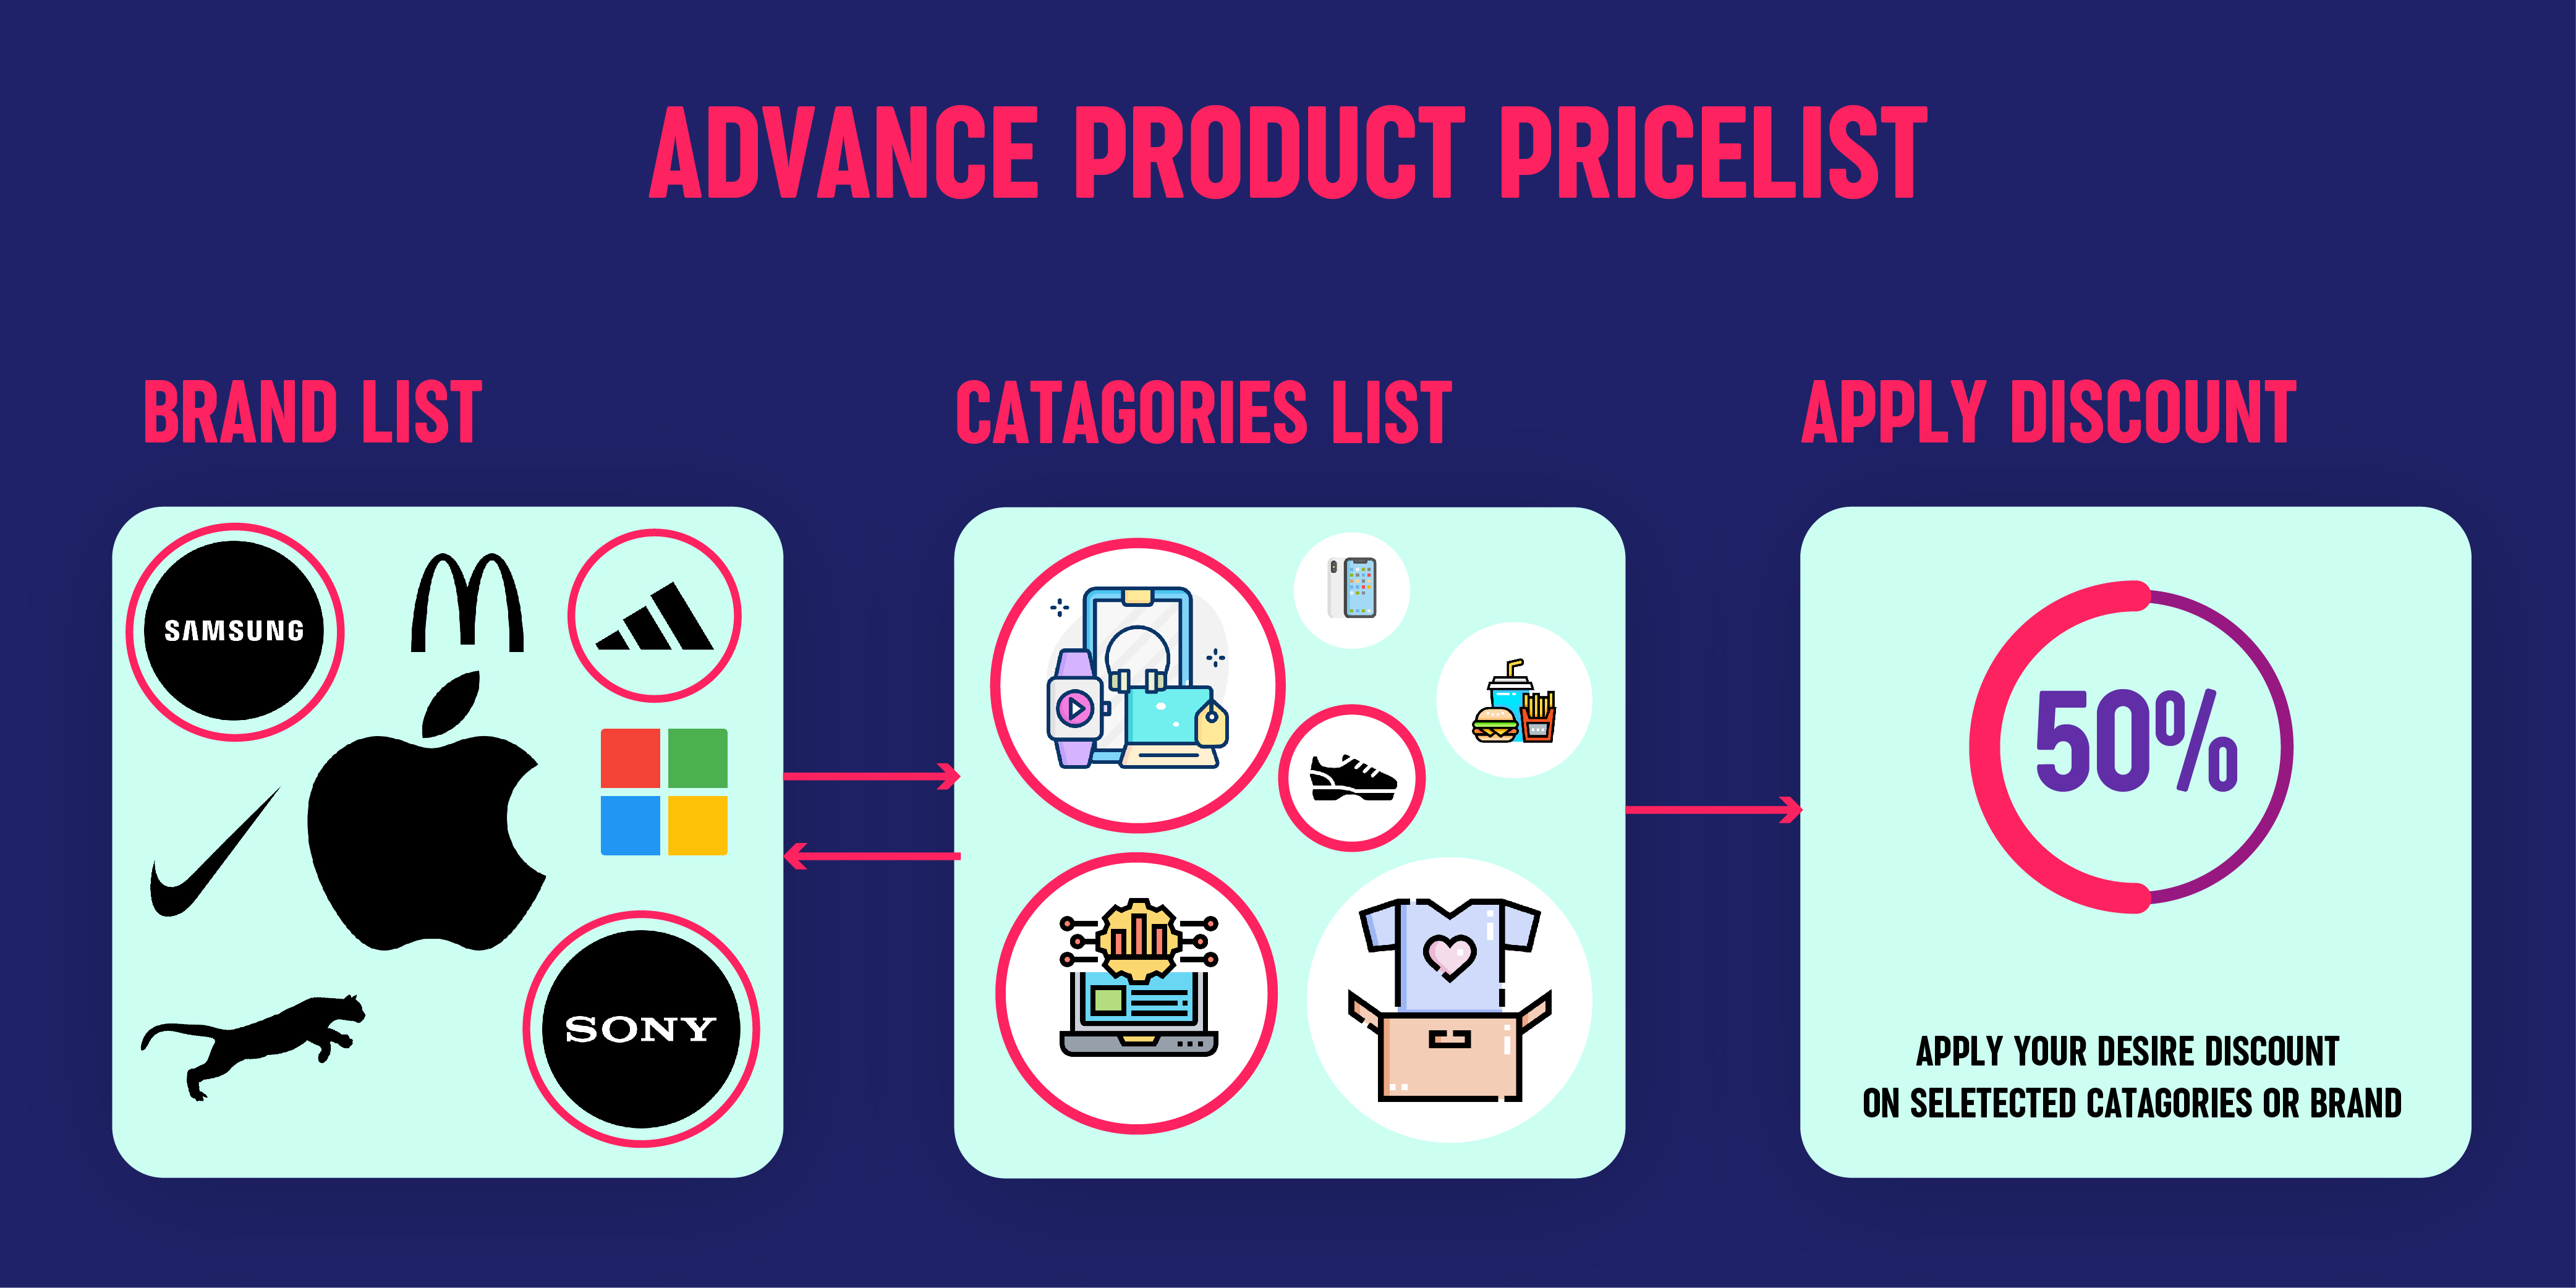 ADVANCE PRODUCT PRICELIST
BRAND LIST
CATAGORIES LIST
APPLY DISCOUNT
SAMSUNG
SONY
50%
APPLY YOUR DESIRE DISCOUNT
ON SELETECTED CATAGORIES OR BRAND